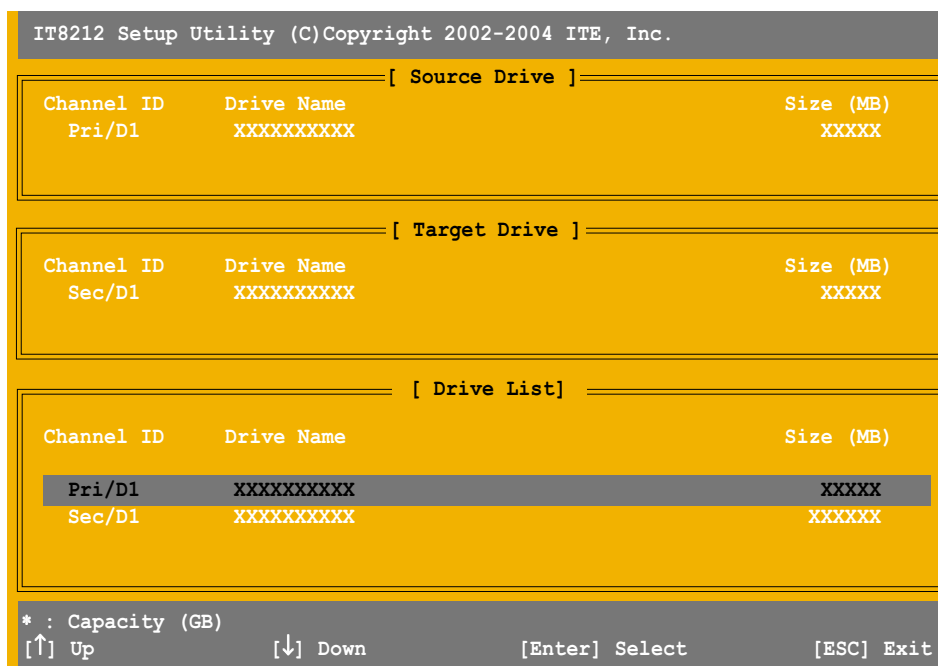 IT8212 Setup Utility (C)Copyright 2002-2004 ITE, Inc.
[ Source Drive ]
Channel ID Drive Name Size (MB)
Pri/D1 XXXXXXXXXX XXXXX
[ Target Drive ]
Channel ID Drive Name Size (MB)
Sec/D1 XXXXXXXXXX XXXXX
[ Drive List]
Channel ID Drive Name Size (MB)
Pri/D1 XXXXXXXXXX XXXXX
Sec/D1 XXXXXXXXXX XXXXXX
* : Capacity (GB)
[↑] Up [↓] Down [Enter] Select [ESC] Exit